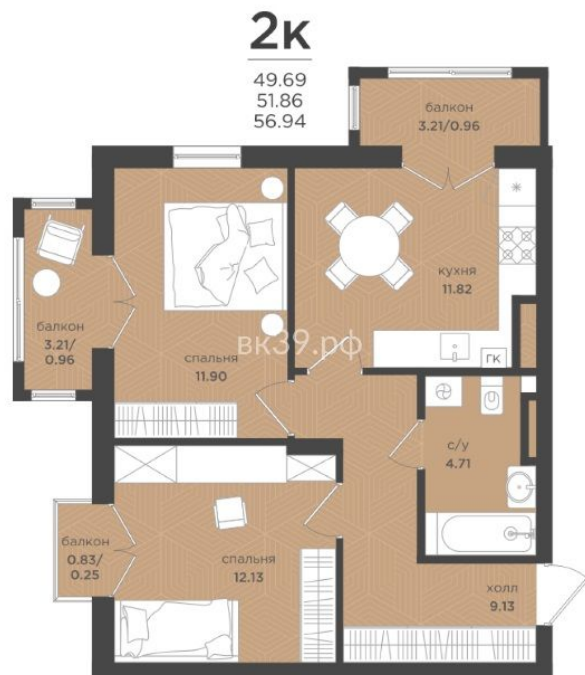 2к
49.69
51.86
56.94
балкон
3.21/0.96
кухня
11.82
балкон
3.21/
0.96
вк39.рф
спальня
11.90
ГК
с/у
4.71
балкон
0.83/
0.25
спальня
12.13
холл
9.13